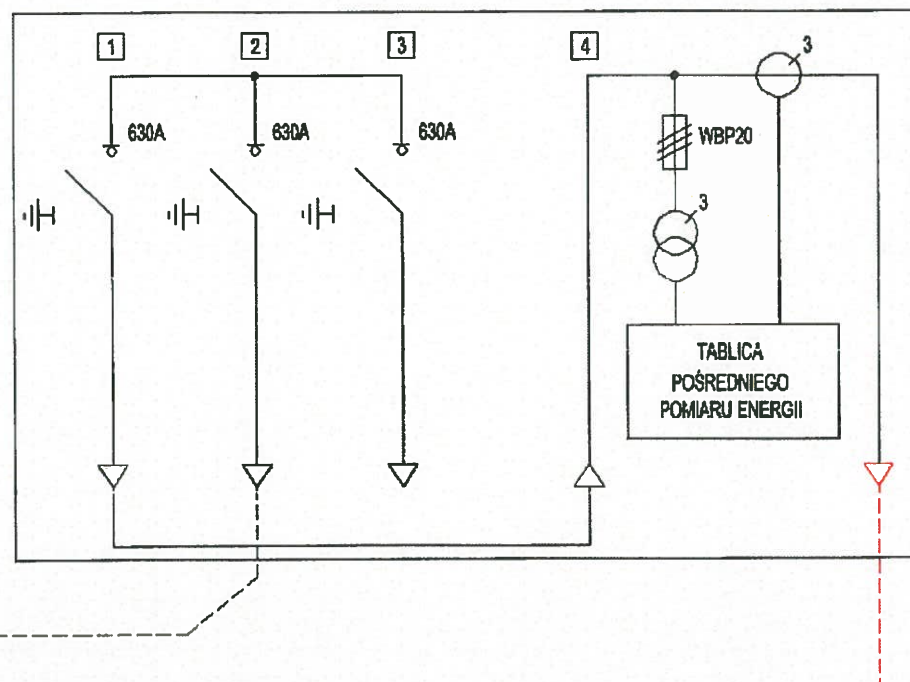 1 2 3 4 3
630A 630A 630A
WBP20
3
TABLICA
POŚREDNIEGO
POMIARU ENERGII